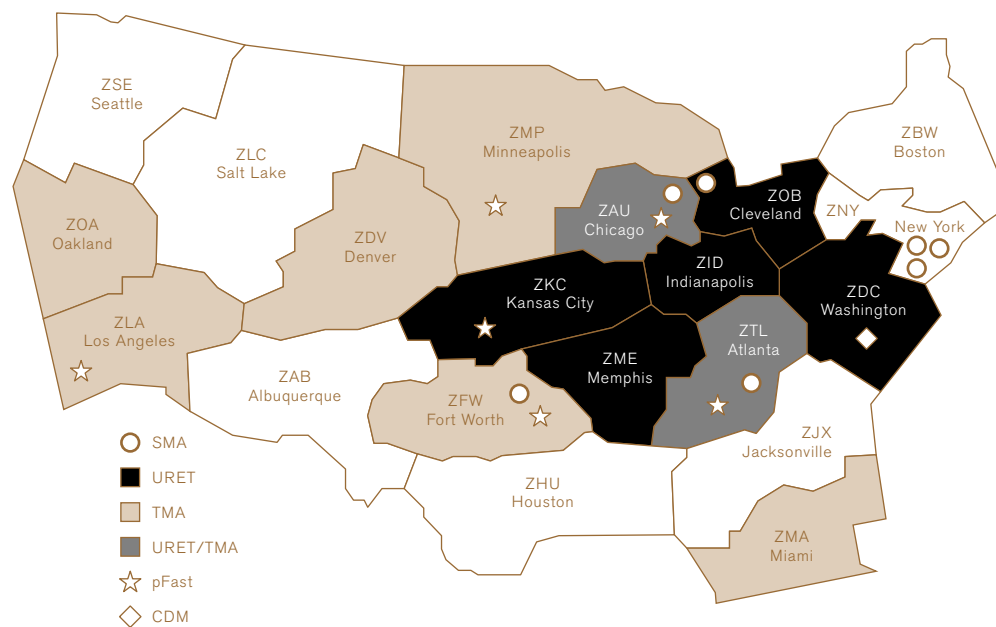 ZSE
Seattle
ZLC
Salt Lake
ZMP
Minneapolis
ZBW
Boston
ZOA
Oakland
ZDV
Denver
ZAU
Chicago
ZOB
Cleveland
ZNY
New York
ZID
Indianapolis
ZKC
Kansas City
ZDC
Washington
ZLA
Los Angeles
ZTL
Atlanta
ZME
Memphis
ZAB
Albuquerque
ZFW
Fort Worth
ZJX
Jacksonville
ZHU
Houston
ZMA
Miami
SMA
URET
TMA
URET/TMA
pFast
CDM